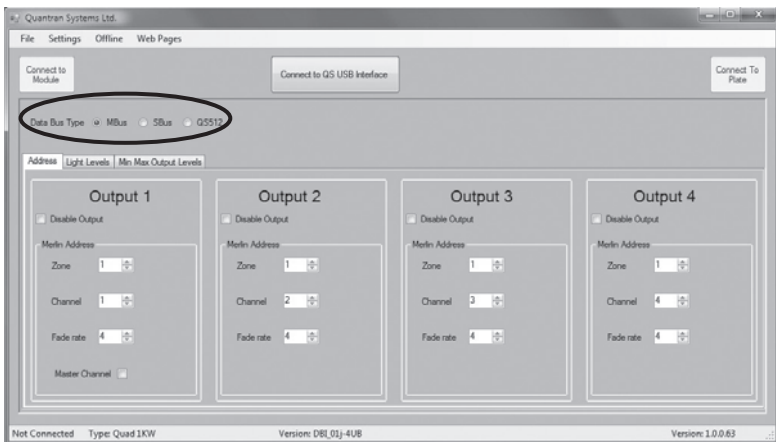 Quantran Systems Ltd.
File Settings Offline Web Pages
Connect to Module
Connect to QS USB Interface
Connect To Plate
Data Bus Type MBus SBus QS512
Address Light Levels Min Max Output Levels
Output 1
Disable Output
Merlin Address
Zone 1
Channel 1
Fade rate 4
Master Channel
Output 2
Disable Output
Merlin Address
Zone 1
Channel 2
Fade rate 4
Output 3
Disable Output
Merlin Address
Zone 1
Channel 3
Fade rate 4
Output 4
Disable Output
Merlin Address
Zone 1
Channel 4
Fade rate 4
Not Connected Type: Quad 1KW Version: DBI_01j-4UB Version: 1.0.0.63